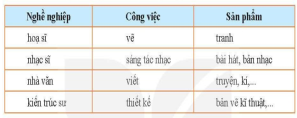 Nghề nghiệp Công việc Sản phẩm
hoạ sĩ vẽ tranh
nhạc sĩ sáng tác nhạc bài hát, bản nhạc
nhà văn viết truyện, kí,...
kiến trúc sư thiết kế bản vẽ kĩ thuật,...